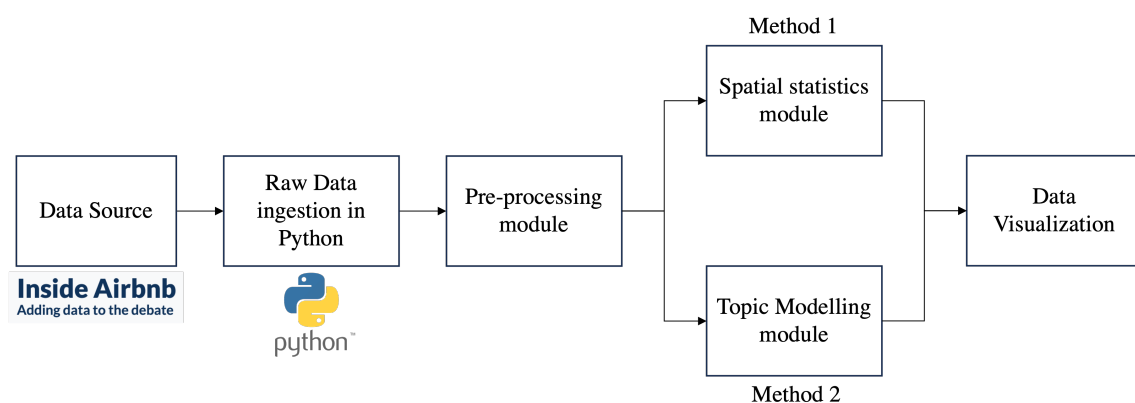 Data Source
Inside Airbnb
Adding data to the debate
Raw Data
ingestion in
Python
python™
Pre-processing
module
Method 1
Spatial statistics
module
Topic Modelling
module
Method 2
Data
Visualization